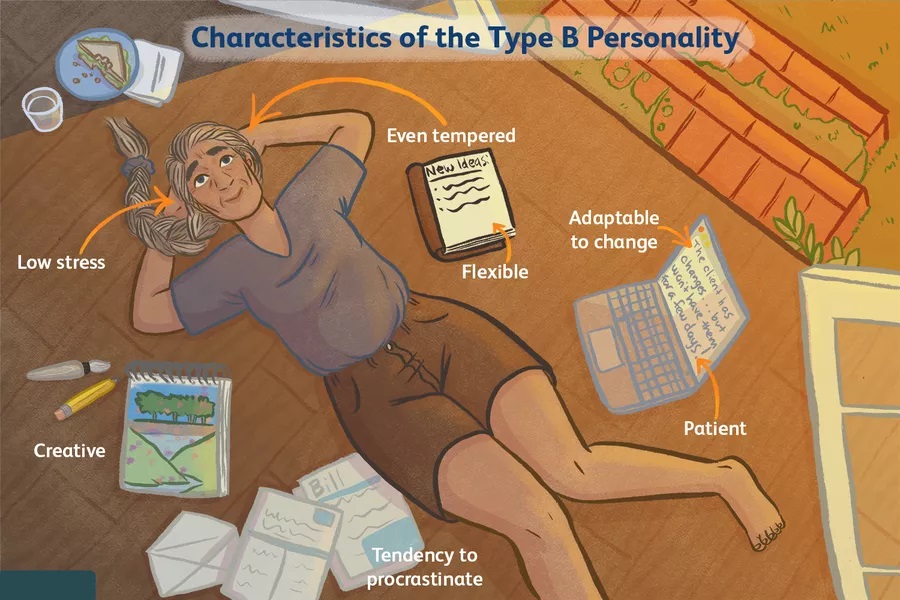 Characteristics of the Type B Personality
Even tempered
New Ideas:
Adaptable
to change
Low stress
Flexible
The client has
changes... but
won't have them
for a few days!
Patient
Creative
Bill
Tendency to
procrastinate